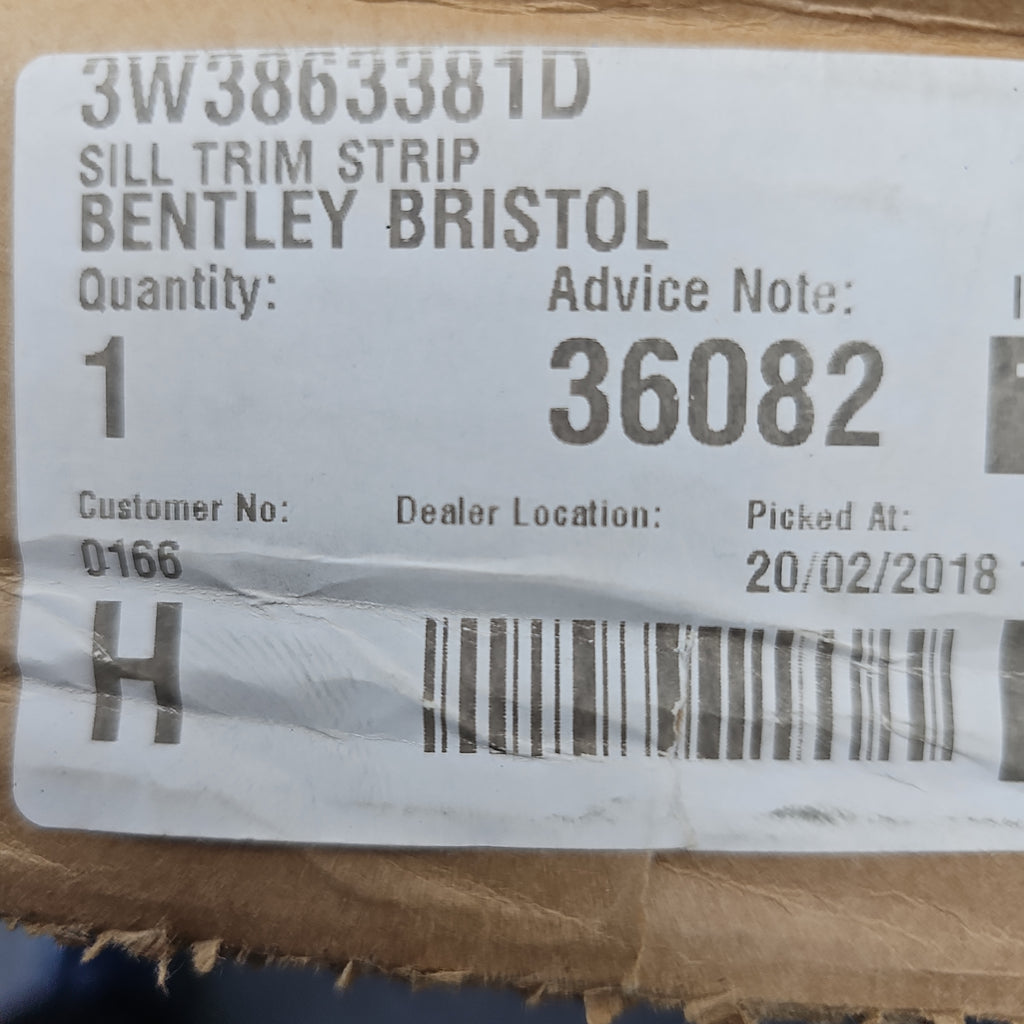 3W3863381D
SILL TRIM STRIP
BENTLEY BRISTOL
Quantity: Advice Note:
1 36082
Customer No: Dealer Location: Picked At:
0166 20/02/2018
H